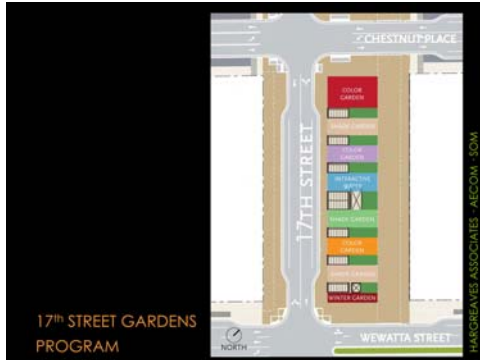 CHESTNUT PLACE
COLOR
GARDEN
SHADE GARDEN
COLOR
GARDEN
INTERACTIVE
WATER
SHADE GARDEN
COLOR
GARDEN
SHADE GARDEN
WINTER GARDEN
17TH STREET
HARGREAVES ASSOCIATES - AECOM - SOM
17th STREET GARDENS
PROGRAM
NORTH
WEWATTA STREET